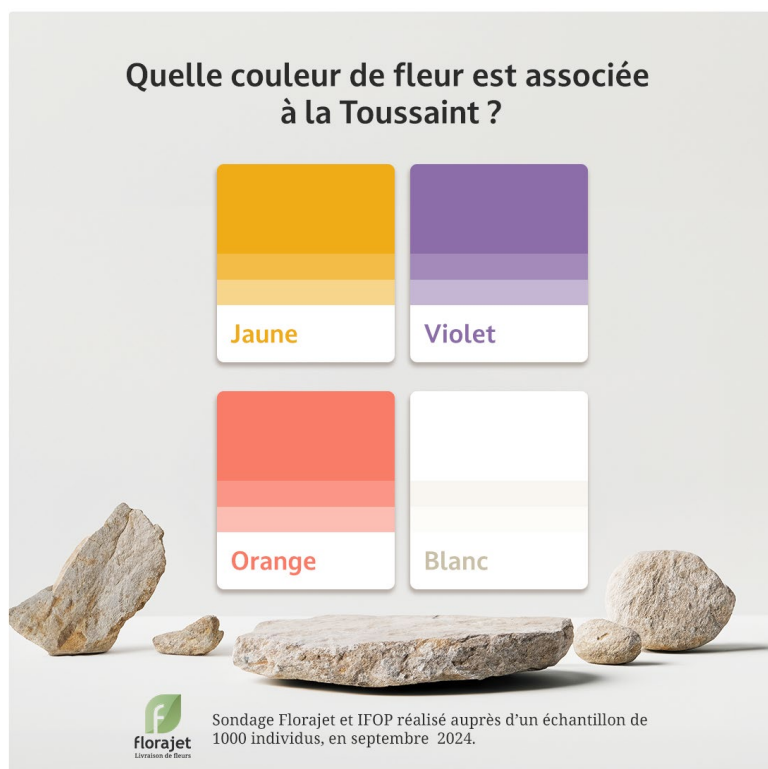 Quelle couleur de fleur est associée
à la Toussaint ?
Jaune
Violet
Orange
Blanc
florajet
Livraison de fleurs
Sondage Florajet et IFOP réalisé auprès d'un échantillon de
1000 individus, en septembre 2024.